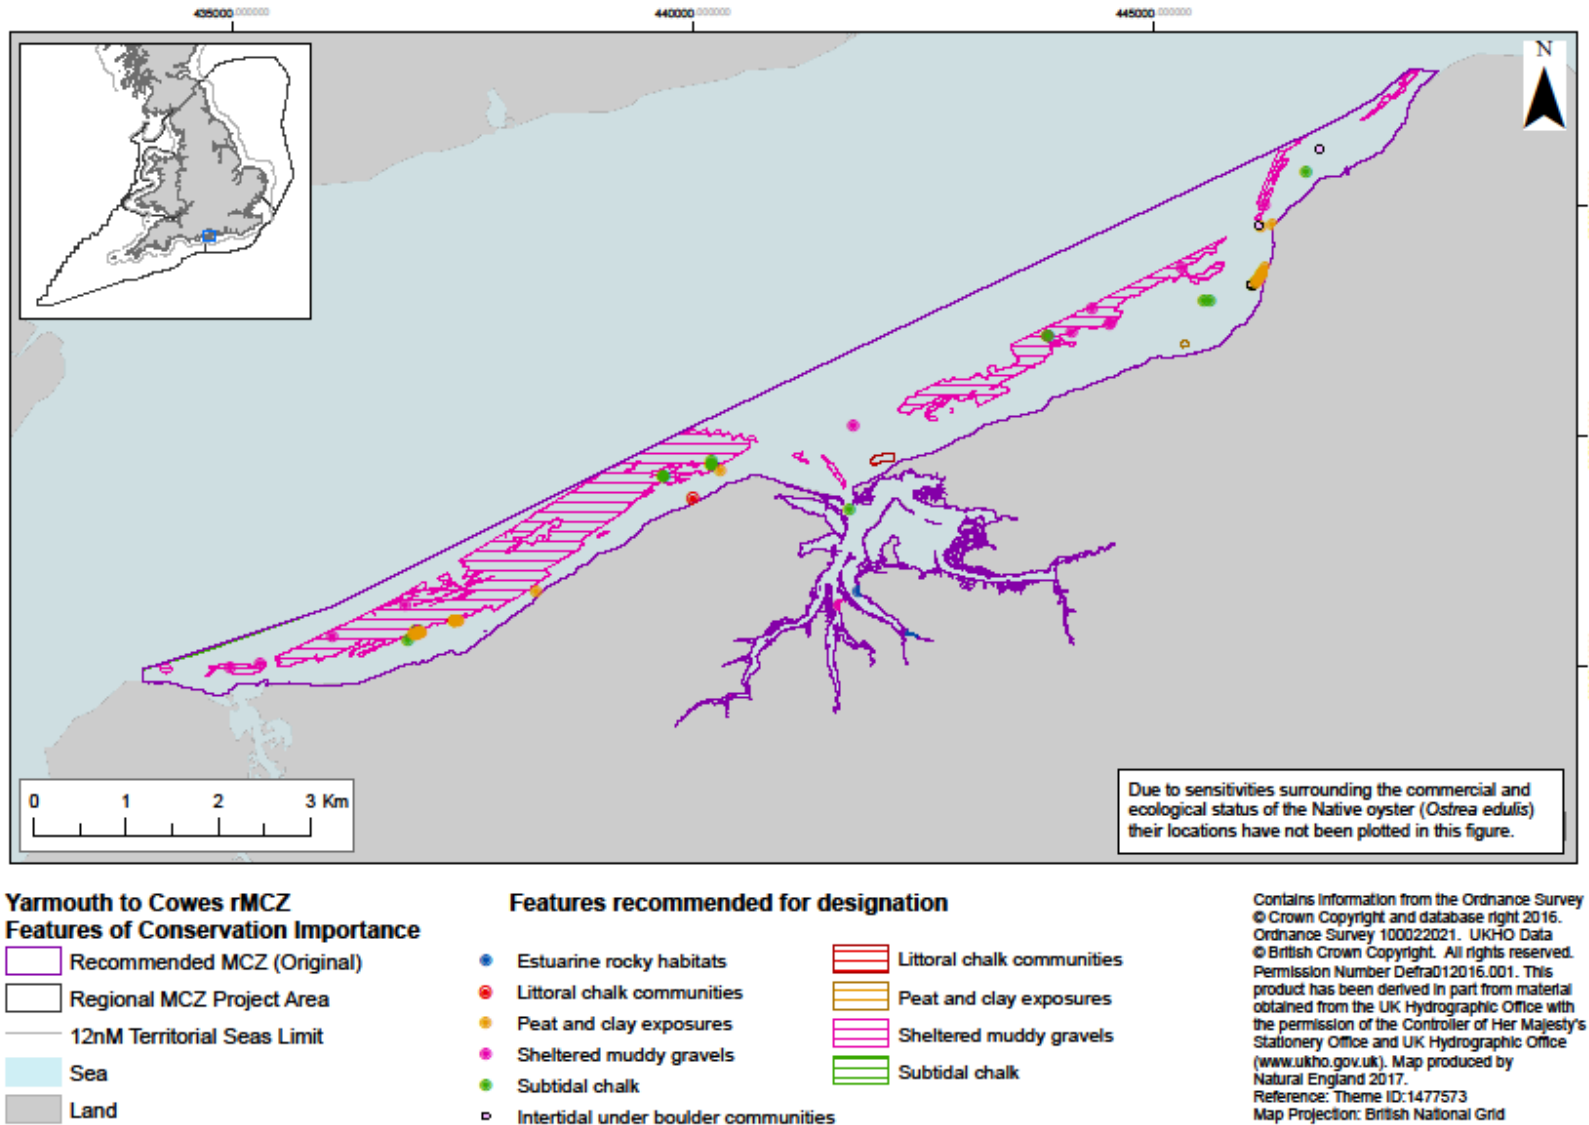 435000.000000 440000.000000 445000.000000
N
0 1 2 3 Km
Due to sensitivities surrounding the commercial and
ecological status of the Native oyster (Ostrea edulis)
their locations have not been plotted in this figure.
Yarmouth to Cowes rMCZ
Features of Conservation Importance
Recommended MCZ (Original)
Regional MCZ Project Area
12nM Territorial Seas Limit
Sea
Land
Features recommended for designation
Estuarine rocky habitats
Littoral chalk communities
Peat and clay exposures
Sheltered muddy gravels
Subtidal chalk
Intertidal under boulder communities
Littoral chalk communities
Peat and clay exposures
Sheltered muddy gravels
Subtidal chalk
Contains Information from the Ordnance Survey
© Crown Copyright and database right 2016.
Ordnance Survey 100022021. UKHO Data
© British Crown Copyright. All rights reserved.
Permission Number Defra012016.001. This
product has been derived in part from material
obtained from the UK Hydrographic Office with
the permission of the Controller of Her Majesty's
Stationery Office and UK Hydrographic Office
(www.ukho.gov.uk). Map produced by
Natural England 2017.
Reference: Theme ID:1477573
Map Projection: British National Grid